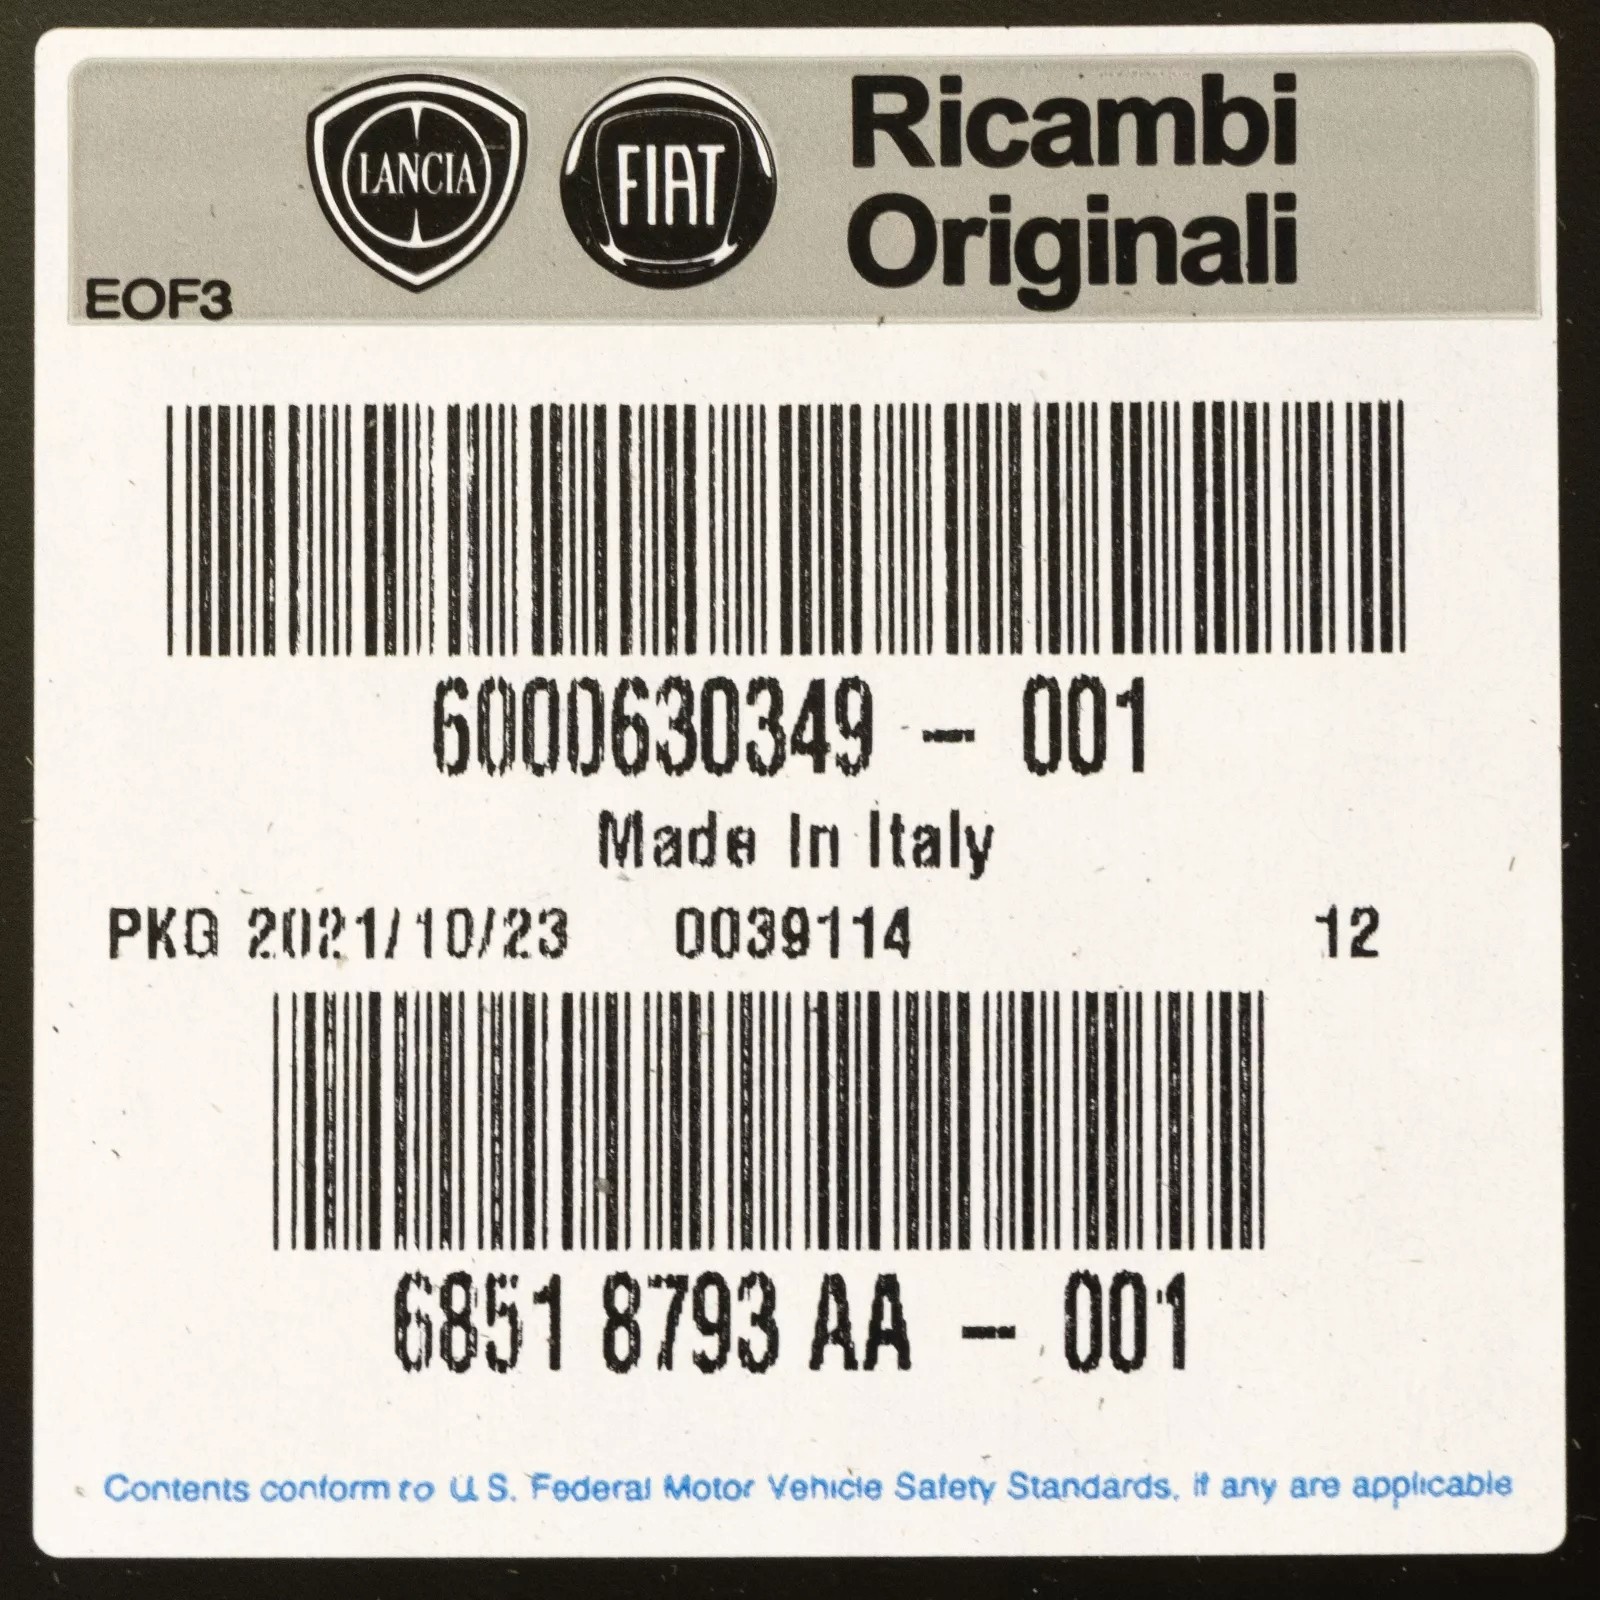 LANCIA FIAT Ricambi
Originali
EOF3
6000630349 - 001
Made In Italy
PKG 2021/10/23 0039114 12
6851 8793 AA - 001
Contents conform to U.S. Federal Motor Vehicle Safety Standards, if any are applicable